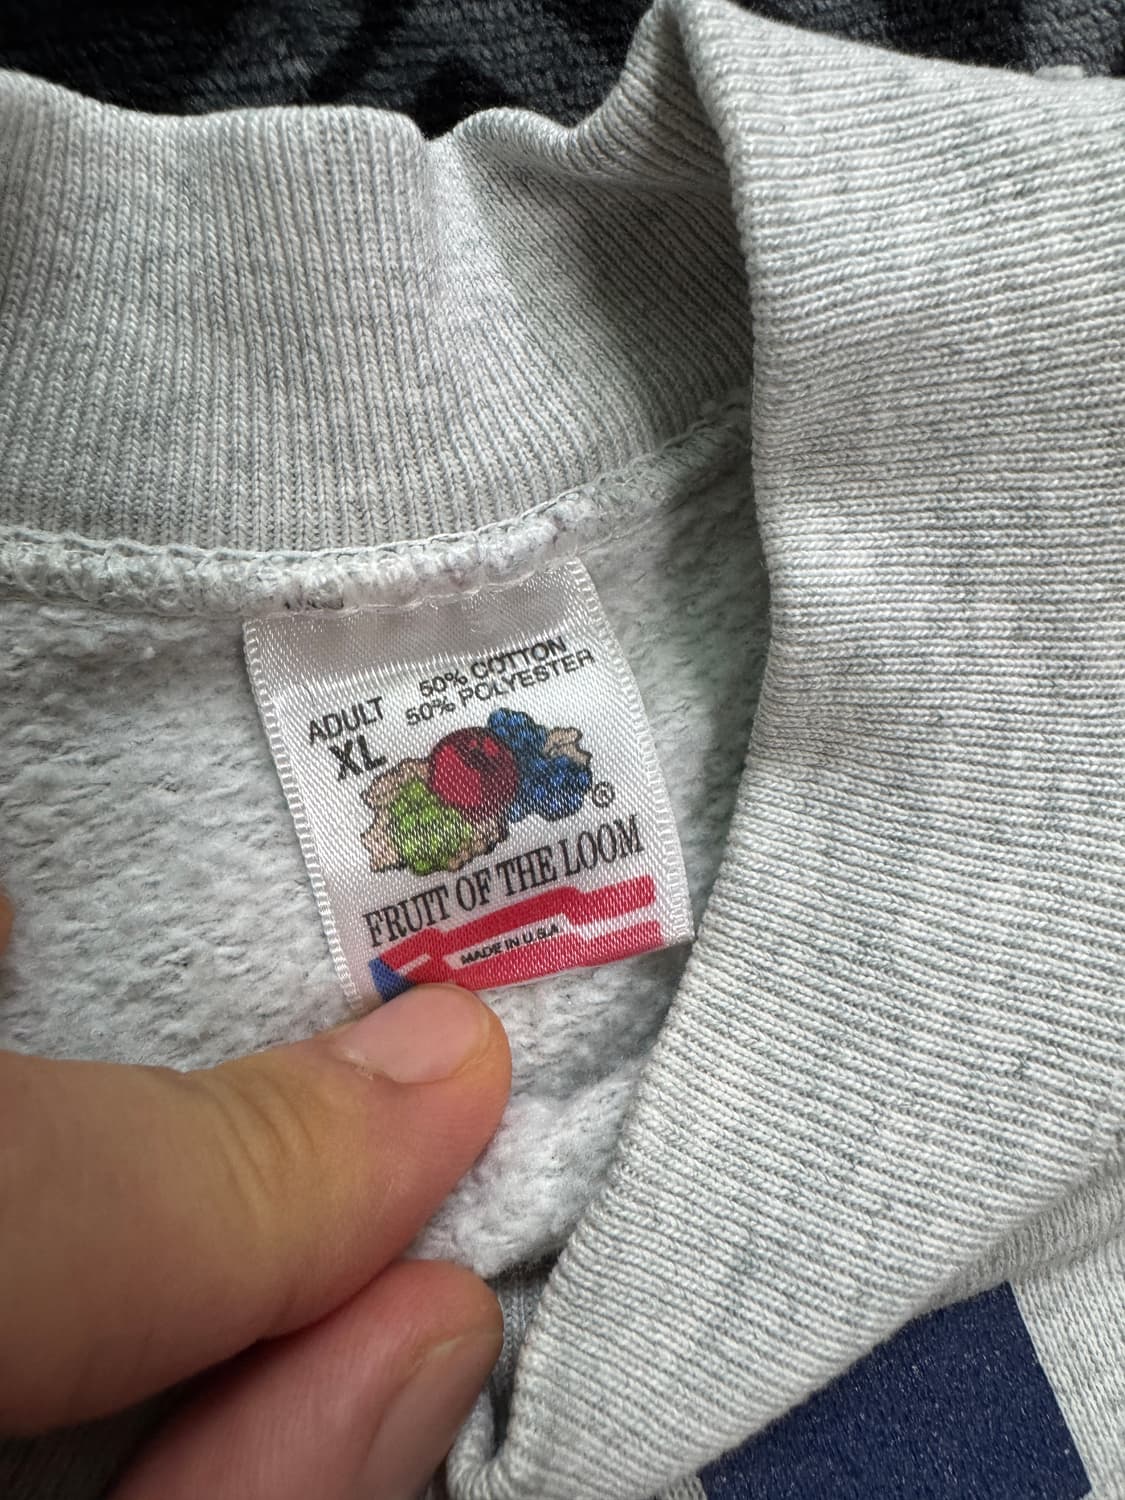 50% COTTON
50% POLYESTER
ADULT
XL
®
FRUIT OF THE LOOM
MADE IN U.S.A.